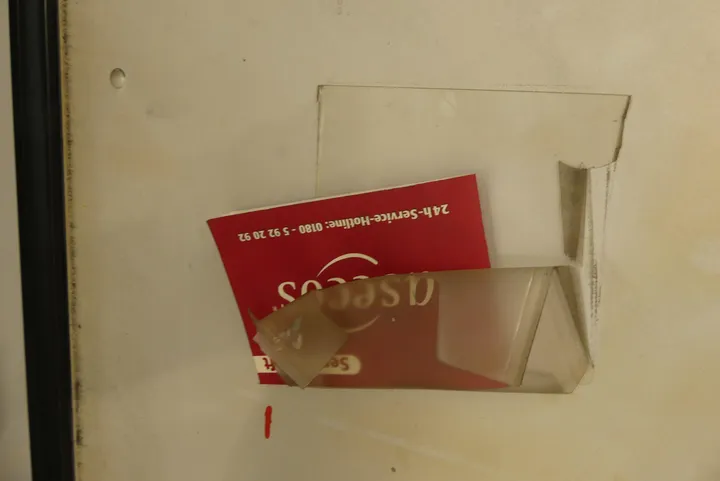 asecos
24h-Service-Hotline: 0180 - 5 92 20 92